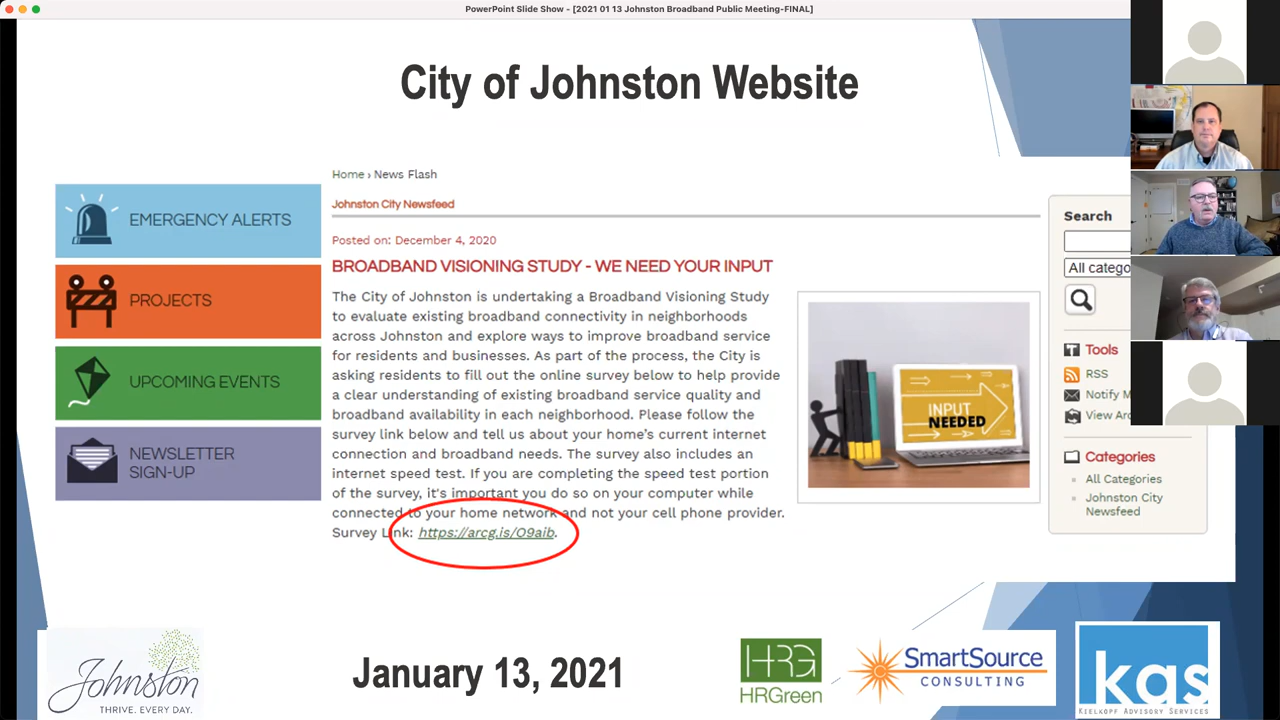 PowerPoint Slide Show - [2021 01 13 Johnston Broadband Public Meeting-FINAL]
City of Johnston Website
EMERGENCY ALERTS
PROJECTS
UPCOMING EVENTS
NEWSLETTER
SIGN-UP
Home › News Flash
Johnston City Newsfeed
Posted on: December 4, 2020
BROADBAND VISIONING STUDY - WE NEED YOUR INPUT
The City of Johnston is undertaking a Broadband Visioning Study
to evaluate existing broadband connectivity in neighborhoods
across Johnston and explore ways to improve broadband service
for residents and businesses. As part of the process, the City is
asking residents to fill out the online survey below to help provide
a clear understanding of existing broadband service quality and
broadband availability in each neighborhood. Please follow the
survey link below and tell us about your home's current internet
connection and broadband needs. The survey also includes an
internet speed test. If you are completing the speed test portion
of the survey, it's important you do so on your computer while
connected to your home network and not your cell phone provider.
Survey Link: https://arcg.is/O9aib.
INPUT
NEEDED
Search
All catego
Tools
RSS
Notify M
View Arc
Categories
All Categories
Johnston City
Newsfeed
Johnston
THRIVE. EVERY DAY.
January 13, 2021
HRG
HRGreen
SmartSource
CONSULTING
kas
KIELKOPF ADVISORY SERVICES